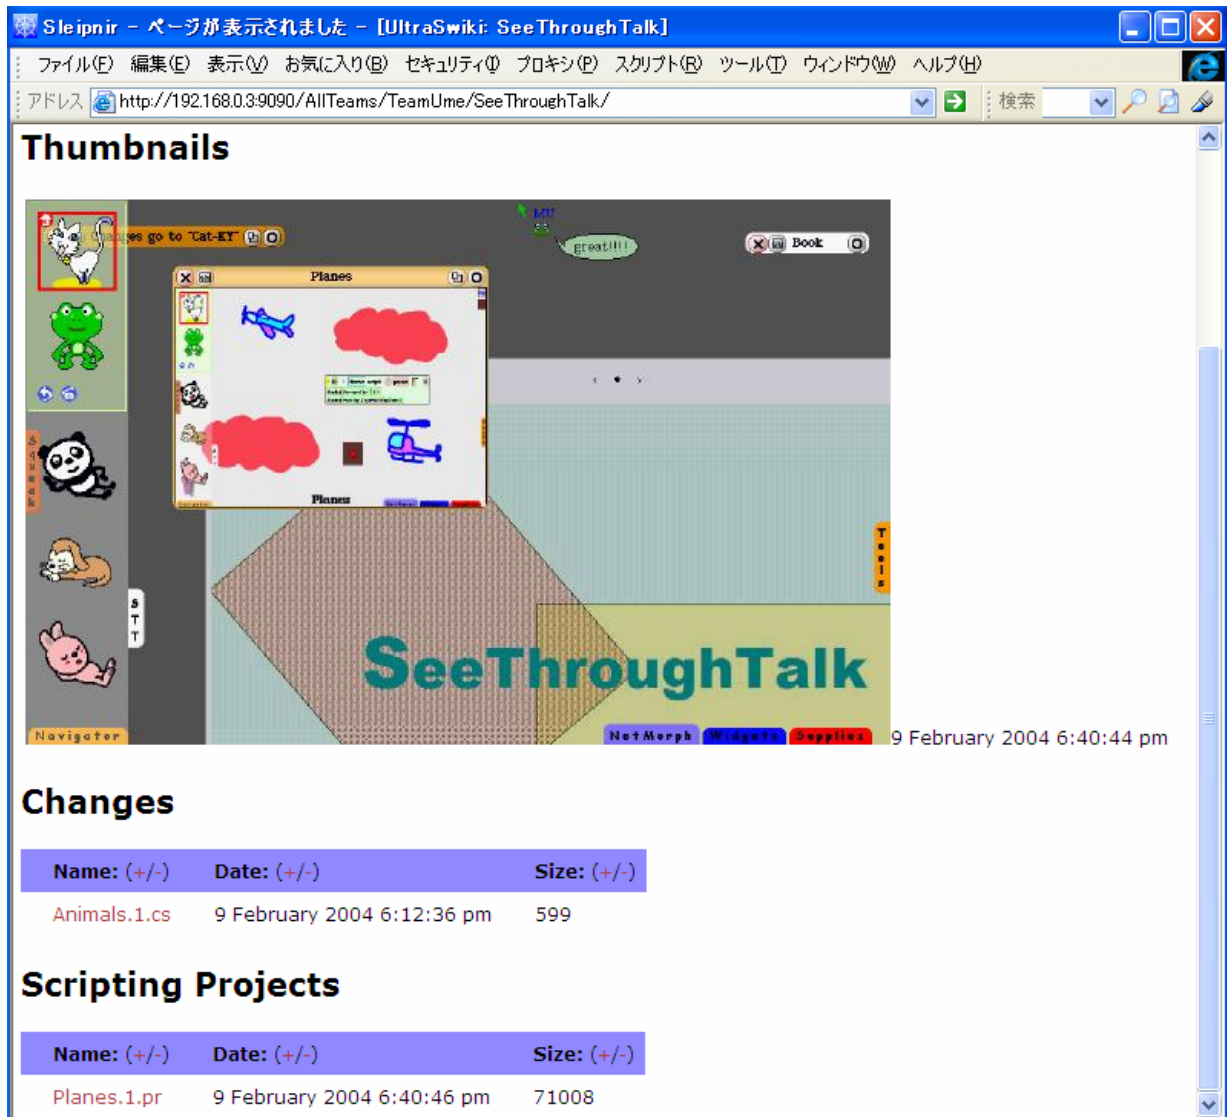 Sleipnir - ページが表示されました - [UltraSwiki: SeeThroughTalk]
ファイル(F) 編集(E) 表示(V) お気に入り(B) セキュリティ(I) プロキシ(P) スクリプト(R) ツール(T) ウィンドウ(W) ヘルプ(H)
アドレス http://192.168.0.3:9090/AllTeams/TeamUme/SeeThroughTalk/ 検索
Thumbnails
MU
go to "Cat-KY"
great!!!!
Book
Planes
Squeak
Planes
Tools
STT
SeeThroughTalk
Navigator
NetMorph Widgets Supplies
9 February 2004 6:40:44 pm
Changes
Name: (+/-) Date: (+/-) Size: (+/-)
Animals.1.cs 9 February 2004 6:12:36 pm 599
Scripting Projects
Name: (+/-) Date: (+/-) Size: (+/-)
Planes.1.pr 9 February 2004 6:40:46 pm 71008